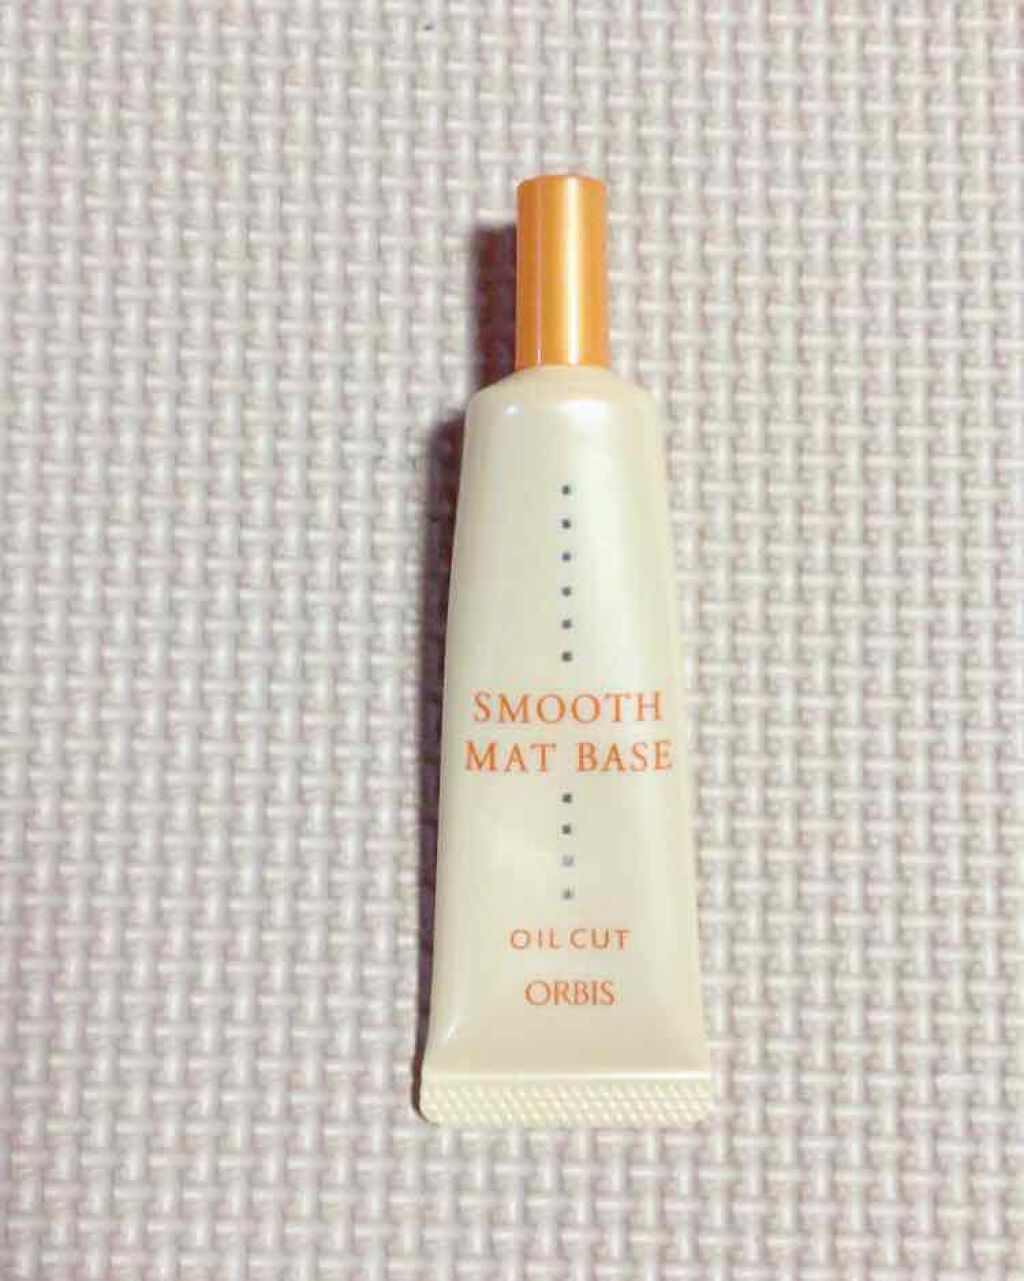 SMOOTH
MAT BASE
OIL CUT
ORBIS